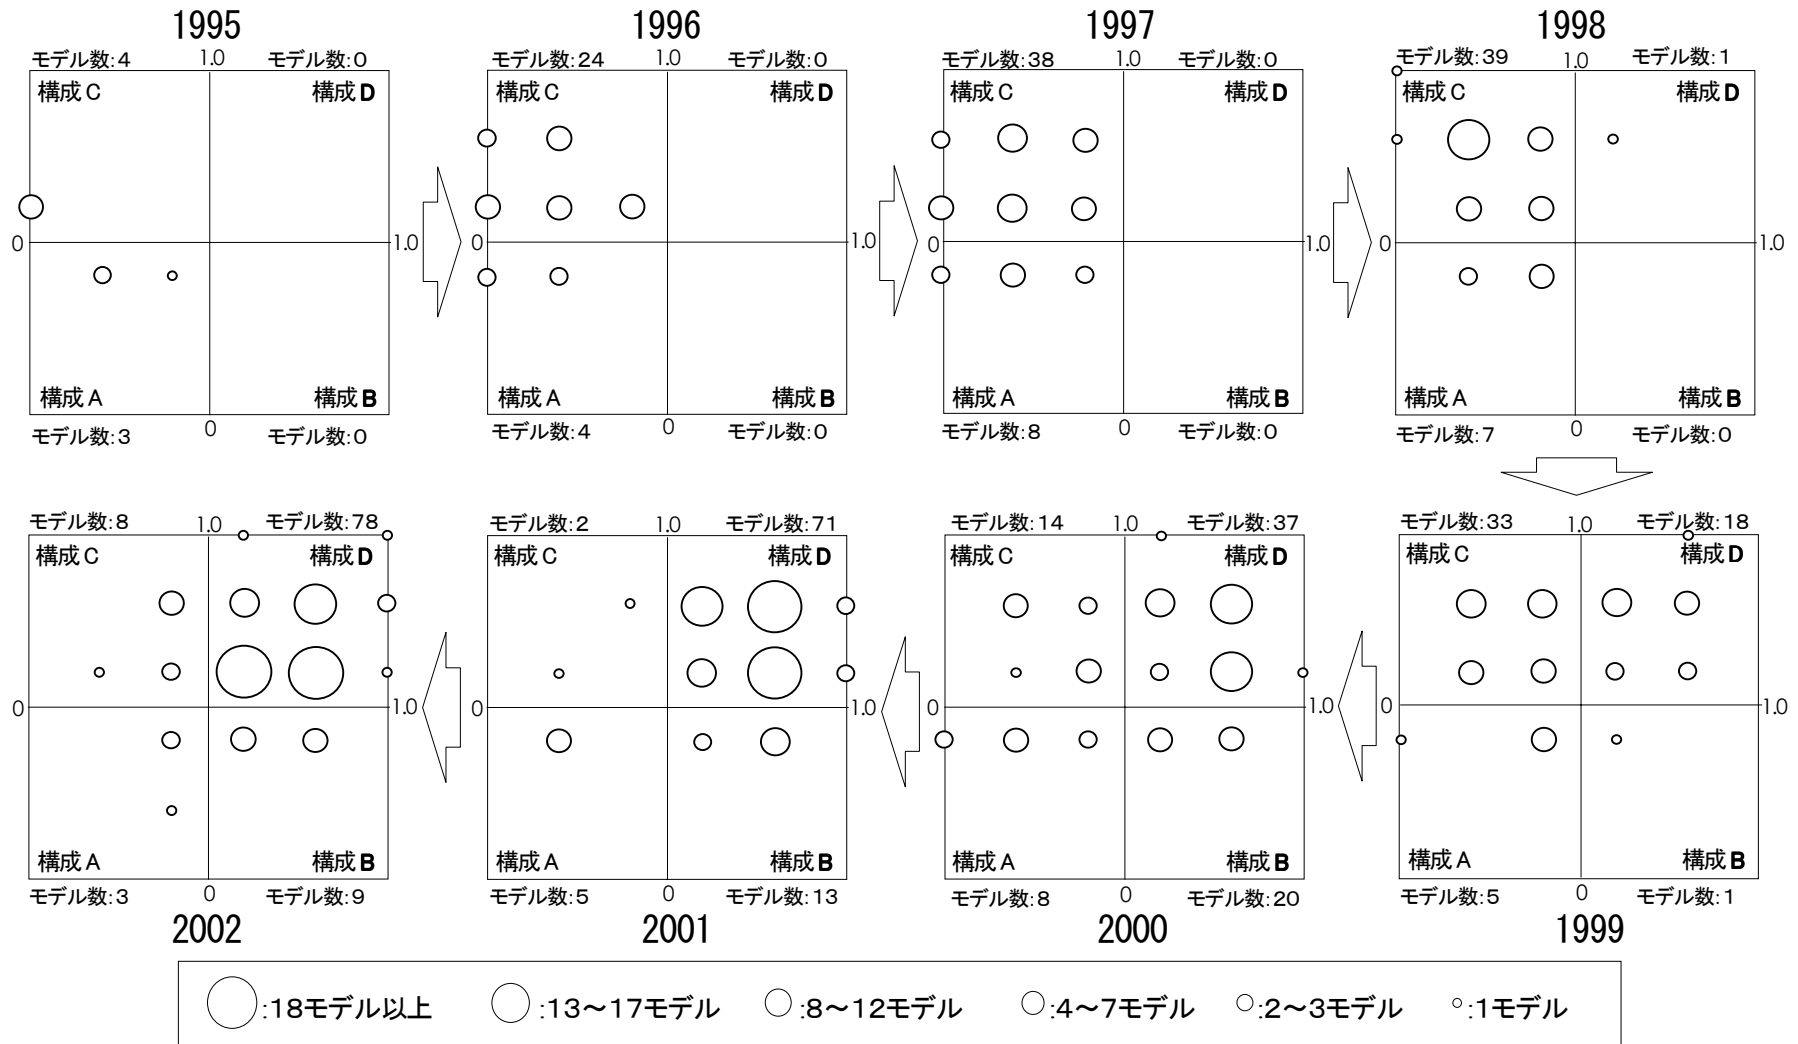 1995
モデル数:4
1.0
モデル数:0
構成C
構成D
0
1.0
構成A
構成B
モデル数:3
0
モデル数:0
1996
モデル数:24
1.0
モデル数:0
構成C
構成D
0
1.0
構成A
構成B
モデル数:4
0
モデル数:0
1997
モデル数:38
1.0
モデル数:0
構成C
構成D
0
1.0
構成A
構成B
モデル数:8
0
モデル数:0
1998
モデル数:39
1.0
モデル数:1
構成C
構成D
0
1.0
構成A
構成B
モデル数:7
0
モデル数:0
モデル数:33
1.0
モデル数:18
構成C
構成D
0
1.0
構成A
構成B
モデル数:5
0
モデル数:1
1999
モデル数:14
1.0
モデル数:37
構成C
構成D
0
1.0
構成A
構成B
モデル数:8
0
モデル数:20
2000
モデル数:2
1.0
モデル数:71
構成C
構成D
0
1.0
構成A
構成B
モデル数:5
0
モデル数:13
2001
モデル数:8
1.0
モデル数:78
構成C
構成D
0
1.0
構成A
構成B
モデル数:3
0
モデル数:9
2002
:18モデル以上 :13〜17モデル :8〜12モデル :4〜7モデル :2〜3モデル :1モデル